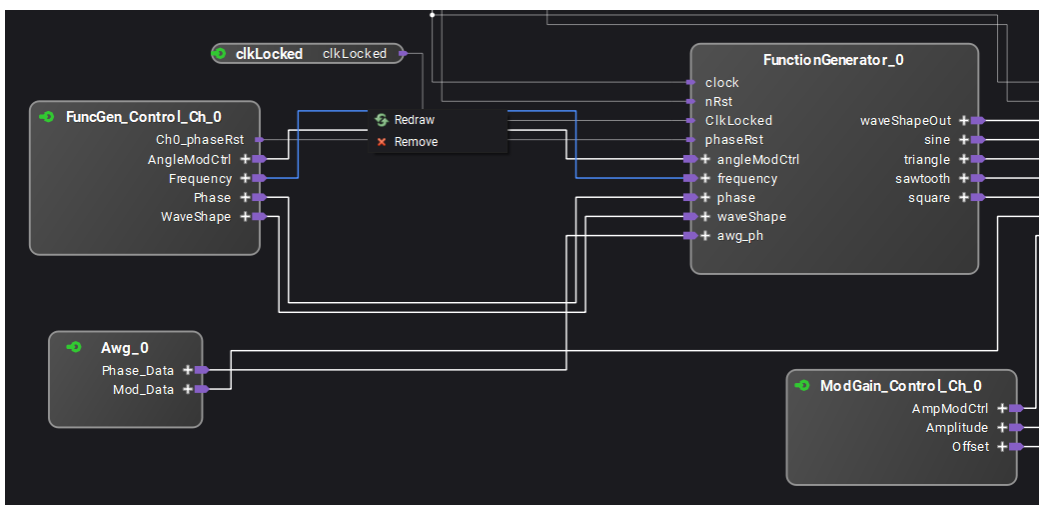 clkLocked clkLocked
FuncGen_Control_Ch_0
Ch0_phaseRst
AngleModCtrl
Frequency
Phase
WaveShape
Redraw
Remove
FunctionGenerator_0
clock
nRst
ClkLocked
phaseRst
angleModCtrl
frequency
phase
waveShape
awg_ph
waveShapeOut
sine
triangle
sawtooth
square
Awg_0
Phase_Data
Mod_Data
ModGain_Control_Ch_0
AmpModCtrl
Amplitude
Offset